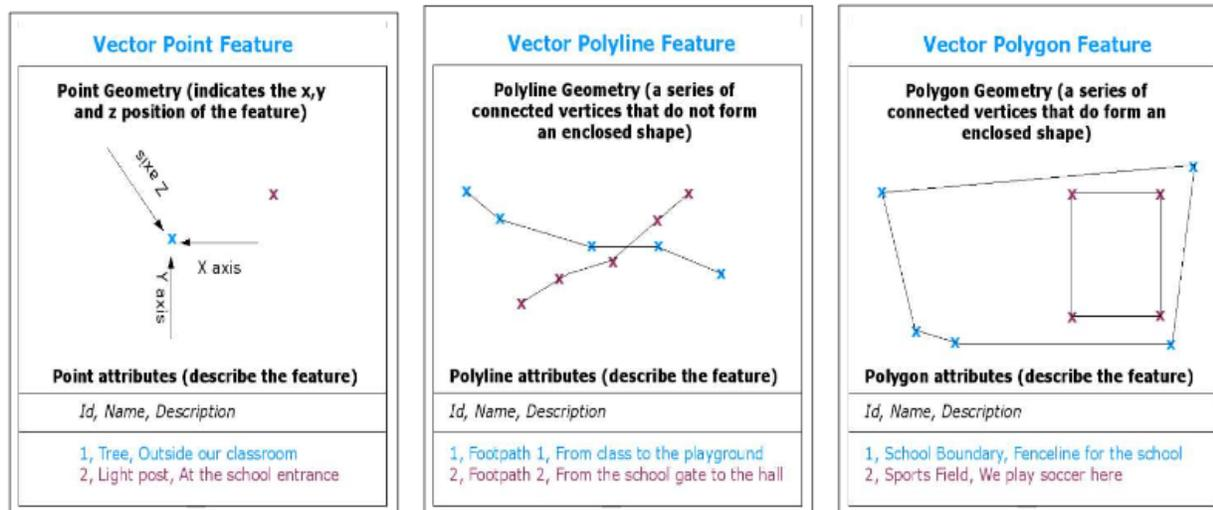 Vector Point Feature
Point Geometry (indicates the x,y
and z position of the feature)
Z axis
X axis
Y axis
Point attributes (describe the feature)
Id, Name, Description
1, Tree, Outside our classroom
2, Light post, At the school entrance
Vector Polyline Feature
Polyline Geometry (a series of
connected vertices that do not form
an enclosed shape)
Polyline attributes (describe the feature)
Id, Name, Description
1, Footpath 1, From class to the playground
2, Footpath 2, From the school gate to the hall
Vector Polygon Feature
Polygon Geometry (a series of
connected vertices that do form an
enclosed shape)
Polygon attributes (describe the feature)
Id, Name, Description
1, School Boundary, Fenceline for the school
2, Sports Field, We play soccer here